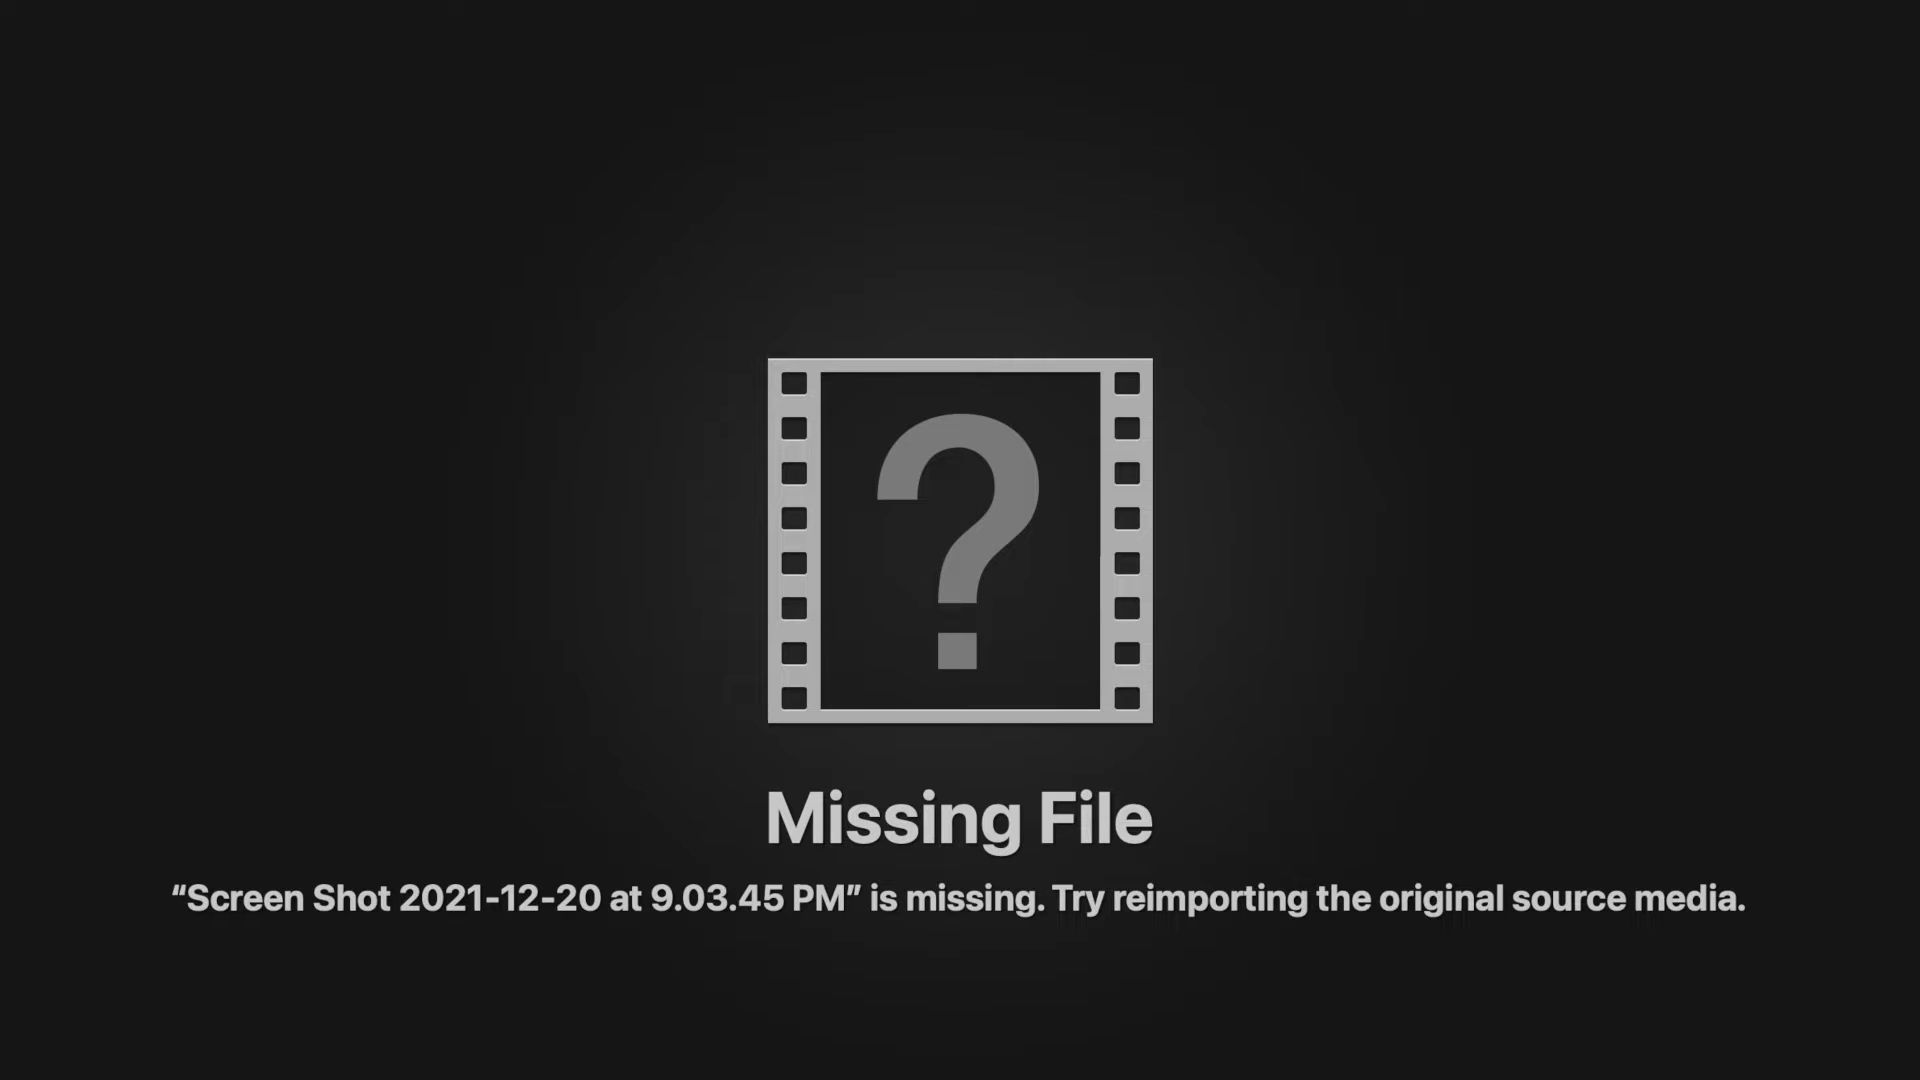 ?
Missing File
“Screen Shot 2021-12-20 at 9.03.45 PM” is missing. Try reimporting the original source media.